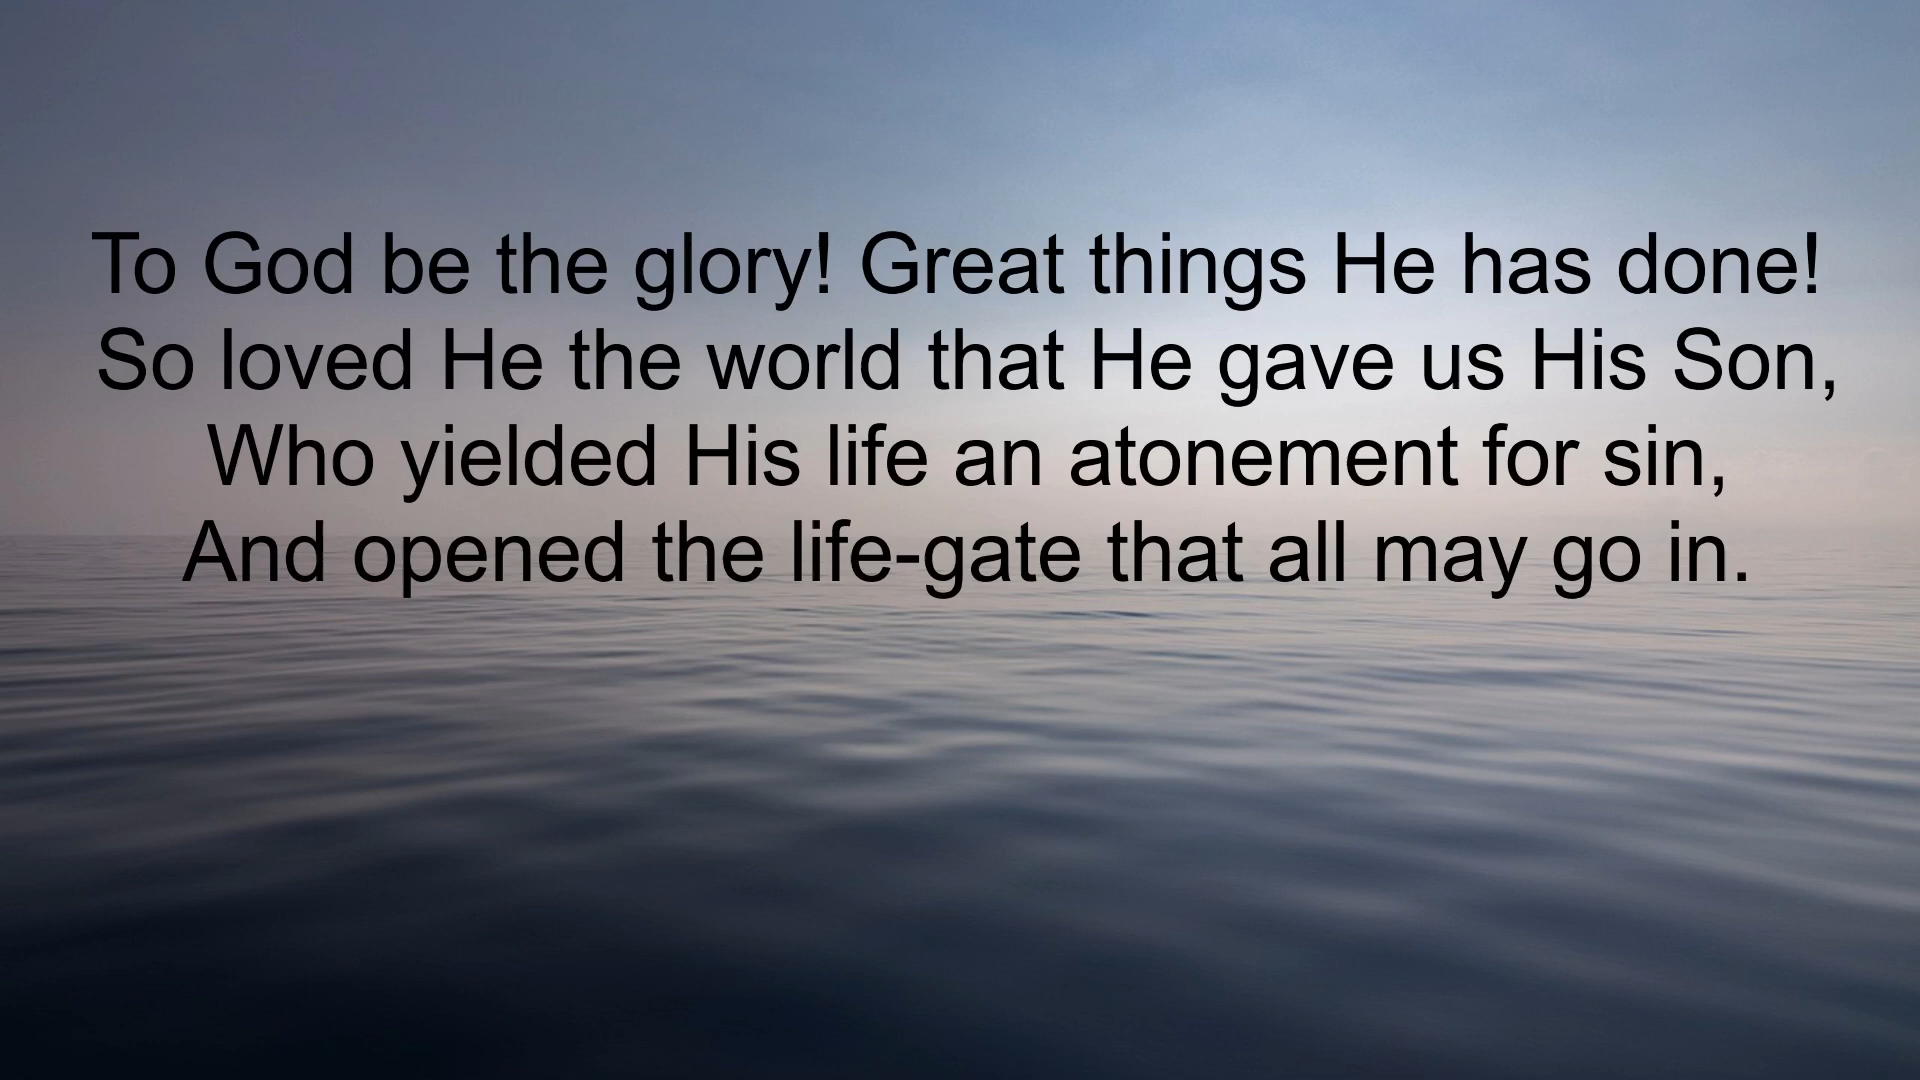 To God be the glory! Great things He has done!
So loved He the world that He gave us His Son,
Who yielded His life an atonement for sin,
And opened the life-gate that all may go in.